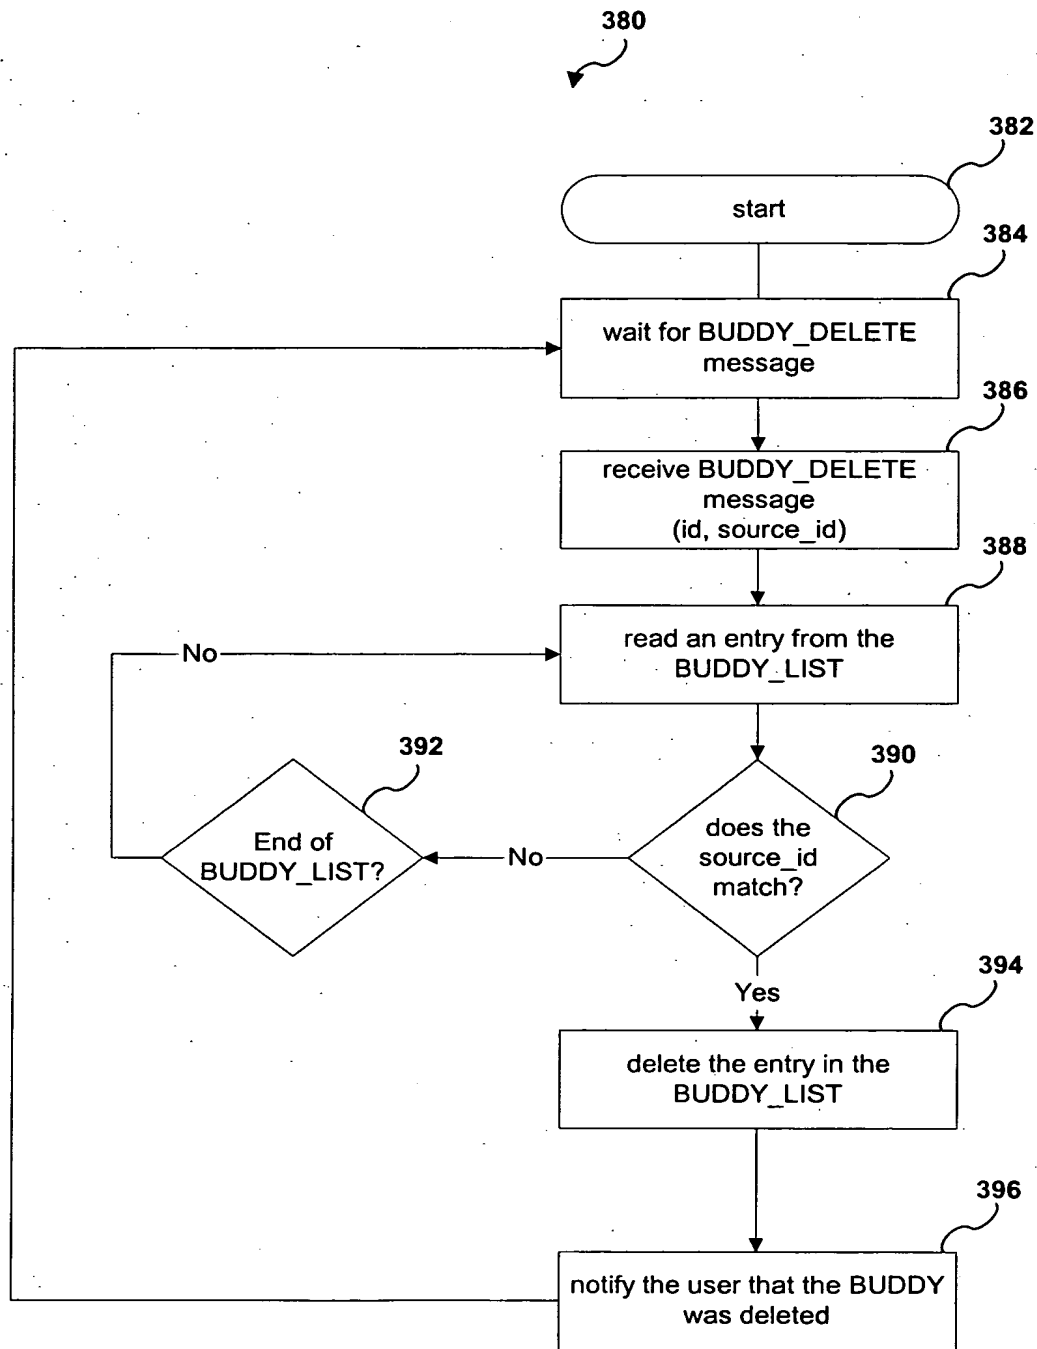 380
382
start
384
wait for BUDDY_DELETE
message
386
receive BUDDY_DELETE
message
(id, source_id)
388
read an entry from the
BUDDY_LIST
No
392
390
End of
BUDDY_LIST?
No
does the
source_id
match?
Yes
394
delete the entry in the
BUDDY_LIST
396
notify the user that the BUDDY
was deleted